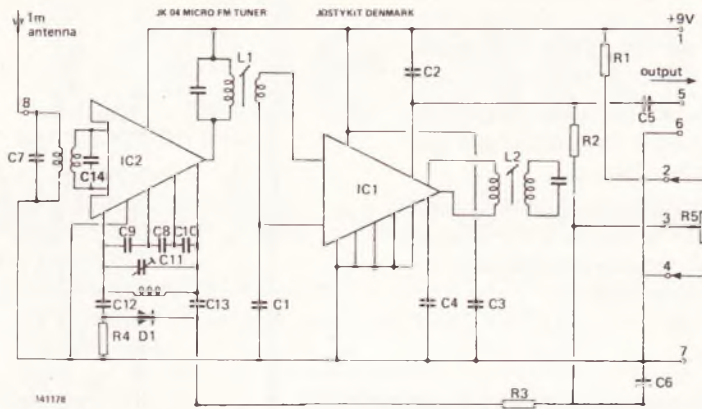 JK 04 MICRO FM TUNER JOSTYKIT DENMARK
1m
antenna
+9V
1
L1
R1
output
8
C2
5
C5
6
R2
C7
IC2
C14
L2
2
IC1
3
R5
C9
C8
C10
C11
4
C12
C13
C1
C4
C3
R4
D1
7
C6
R3
141178